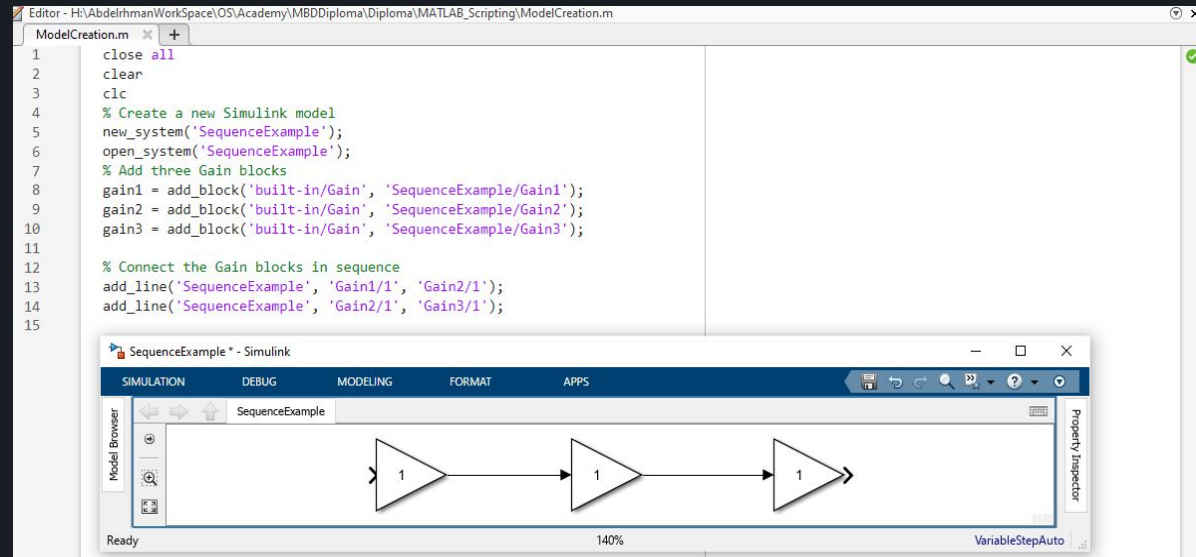 Editor - H:\AbdelrhmanWorkSpace\OS\Academy\MBDDiploma\Diploma\MATLAB_Scripting\ModelCreation.m
ModelCreation.m
1 close all
2 clear
3 clc
4 % Create a new Simulink model
5 new_system('SequenceExample');
6 open_system('SequenceExample');
7 % Add three Gain blocks
8 gain1 = add_block('built-in/Gain', 'SequenceExample/Gain1');
9 gain2 = add_block('built-in/Gain', 'SequenceExample/Gain2');
10 gain3 = add_block('built-in/Gain', 'SequenceExample/Gain3');
11
12 % Connect the Gain blocks in sequence
13 add_line('SequenceExample', 'Gain1/1', 'Gain2/1');
14 add_line('SequenceExample', 'Gain2/1', 'Gain3/1');
15
SequenceExample * - Simulink
SIMULATION DEBUG MODELING FORMAT APPS
SequenceExample
Model Browser
1 1 1
Property Inspector
Ready 140% VariableStepAuto